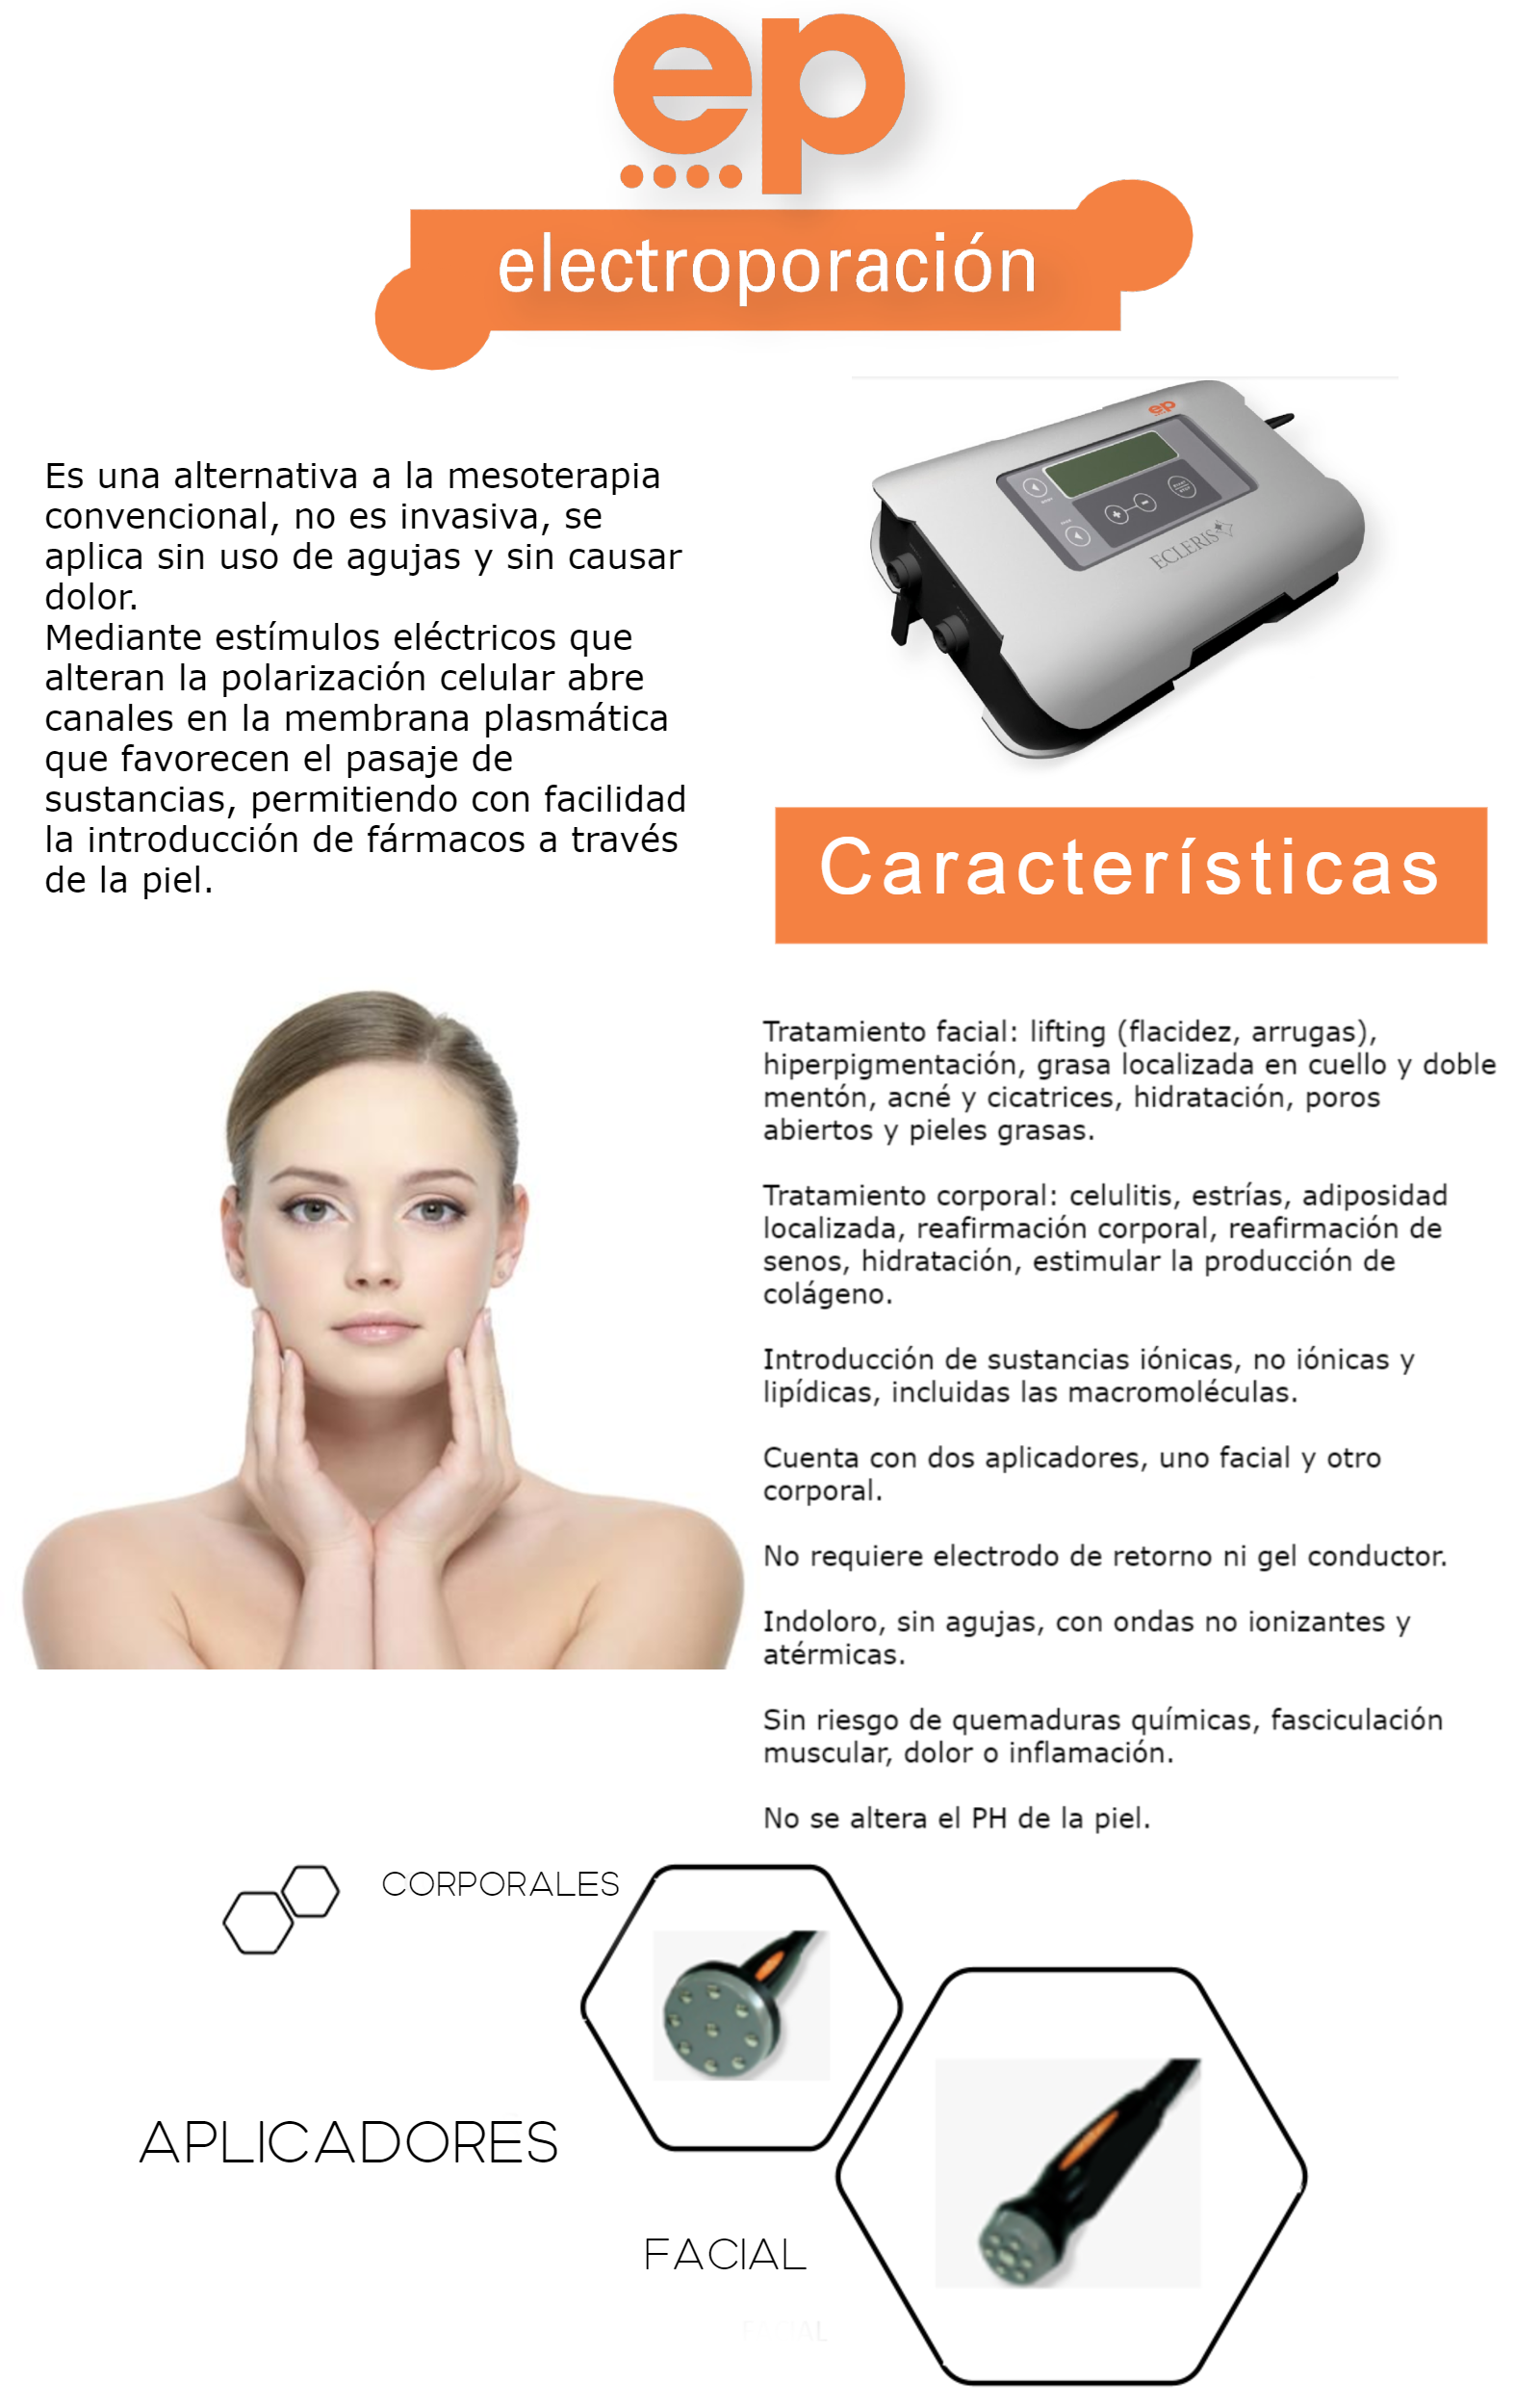 ep
electroporación
Es una alternativa a la mesoterapia
convencional, no es invasiva, se
aplica sin uso de agujas y sin causar
dolor.
Mediante estímulos eléctricos que
alteran la polarización celular abre
canales en la membrana plasmática
que favorecen el pasaje de
sustancias, permitiendo con facilidad
la introducción de fármacos a través
de la piel.
ep
ECLERIS
Características
Tratamiento facial: lifting (flacidez, arrugas),
hiperpigmentación, grasa localizada en cuello y doble
mentón, acné y cicatrices, hidratación, poros
abiertos y pieles grasas.
Tratamiento corporal: celulitis, estrías, adiposidad
localizada, reafirmación corporal, reafirmación de
senos, hidratación, estimular la producción de
colágeno.
Introducción de sustancias iónicas, no iónicas y
lipídicas, incluidas las macromoléculas.
Cuenta con dos aplicadores, uno facial y otro
corporal.
No requiere electrodo de retorno ni gel conductor.
Indoloro, sin agujas, con ondas no ionizantes y
atérmicas.
Sin riesgo de quemaduras químicas, fasciculación
muscular, dolor o inflamación.
No se altera el PH de la piel.
CORPORALES
APLICADORES
FACIAL
FACIAL